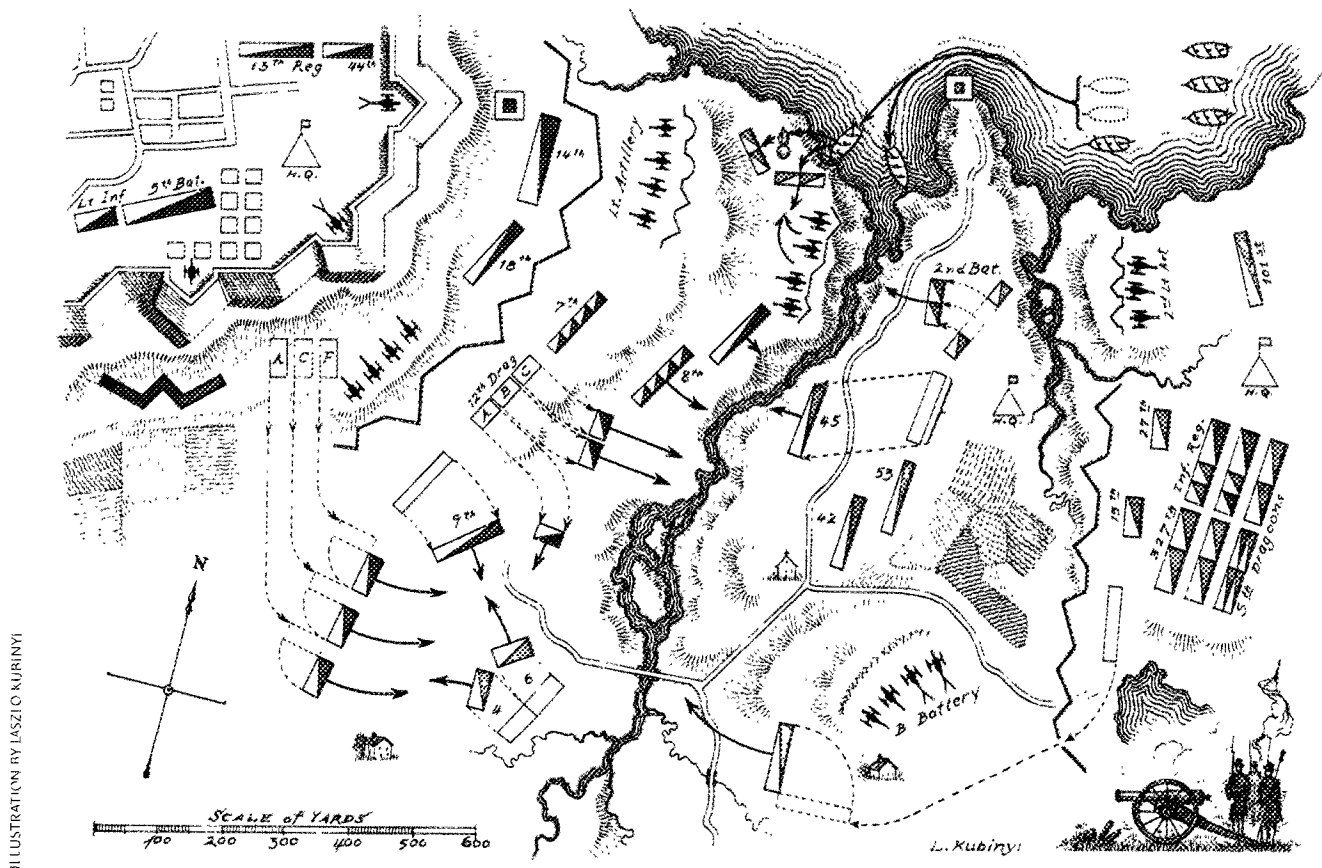 13th Reg
44th
H.Q.
Lt Inf
5th Bat.
14th
18th
Lt. Artillery
7th
8th
12th Drag
A
B
C
A
C
F
9th
2nd Bat.
45
53
42
H.Q.
2nd Lt Art
H.Q.
27th
15th
327th Inf. Reg.
5th Dragoons
N
6
4
B Battery
SCALE of YARDS
100 200 300 400 500 600
L. Kubinyi
ILLUSTRATION BY LASZLO KUBINYI